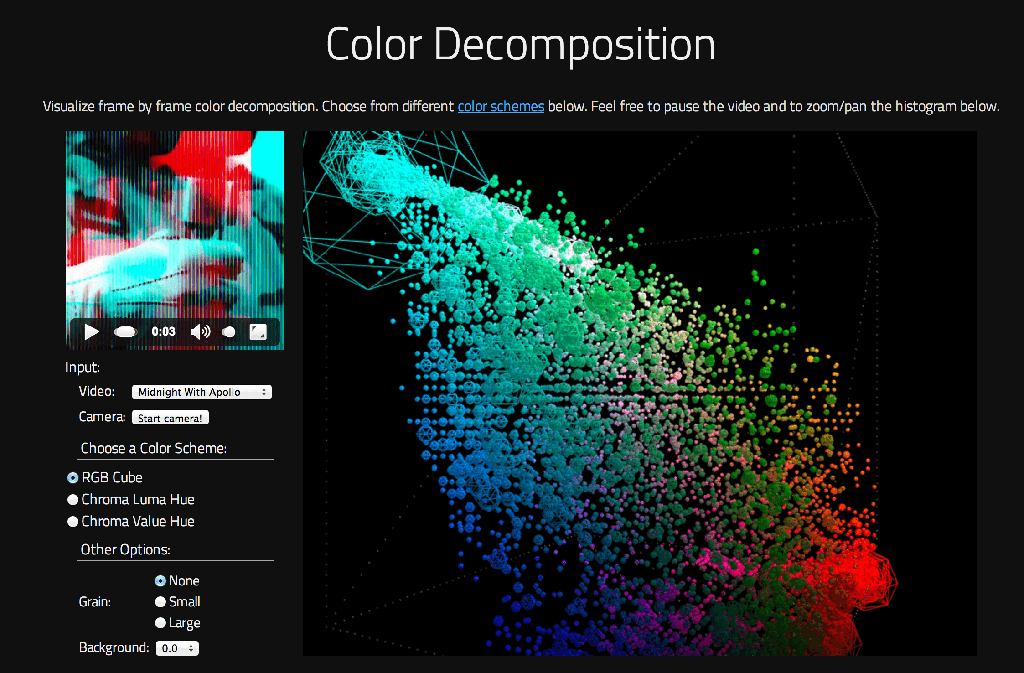 Color Decomposition
Visualize frame by frame color decomposition. Choose from different color schemes below. Feel free to pause the video and to zoom/pan the histogram below.
0:03
Input:
Video: Midnight With Apollo
Camera: Start camera!
Choose a Color Scheme:
RGB Cube
Chroma Luma Hue
Chroma Value Hue
Other Options:
None
Grain: Small
Large
Background: 0.0